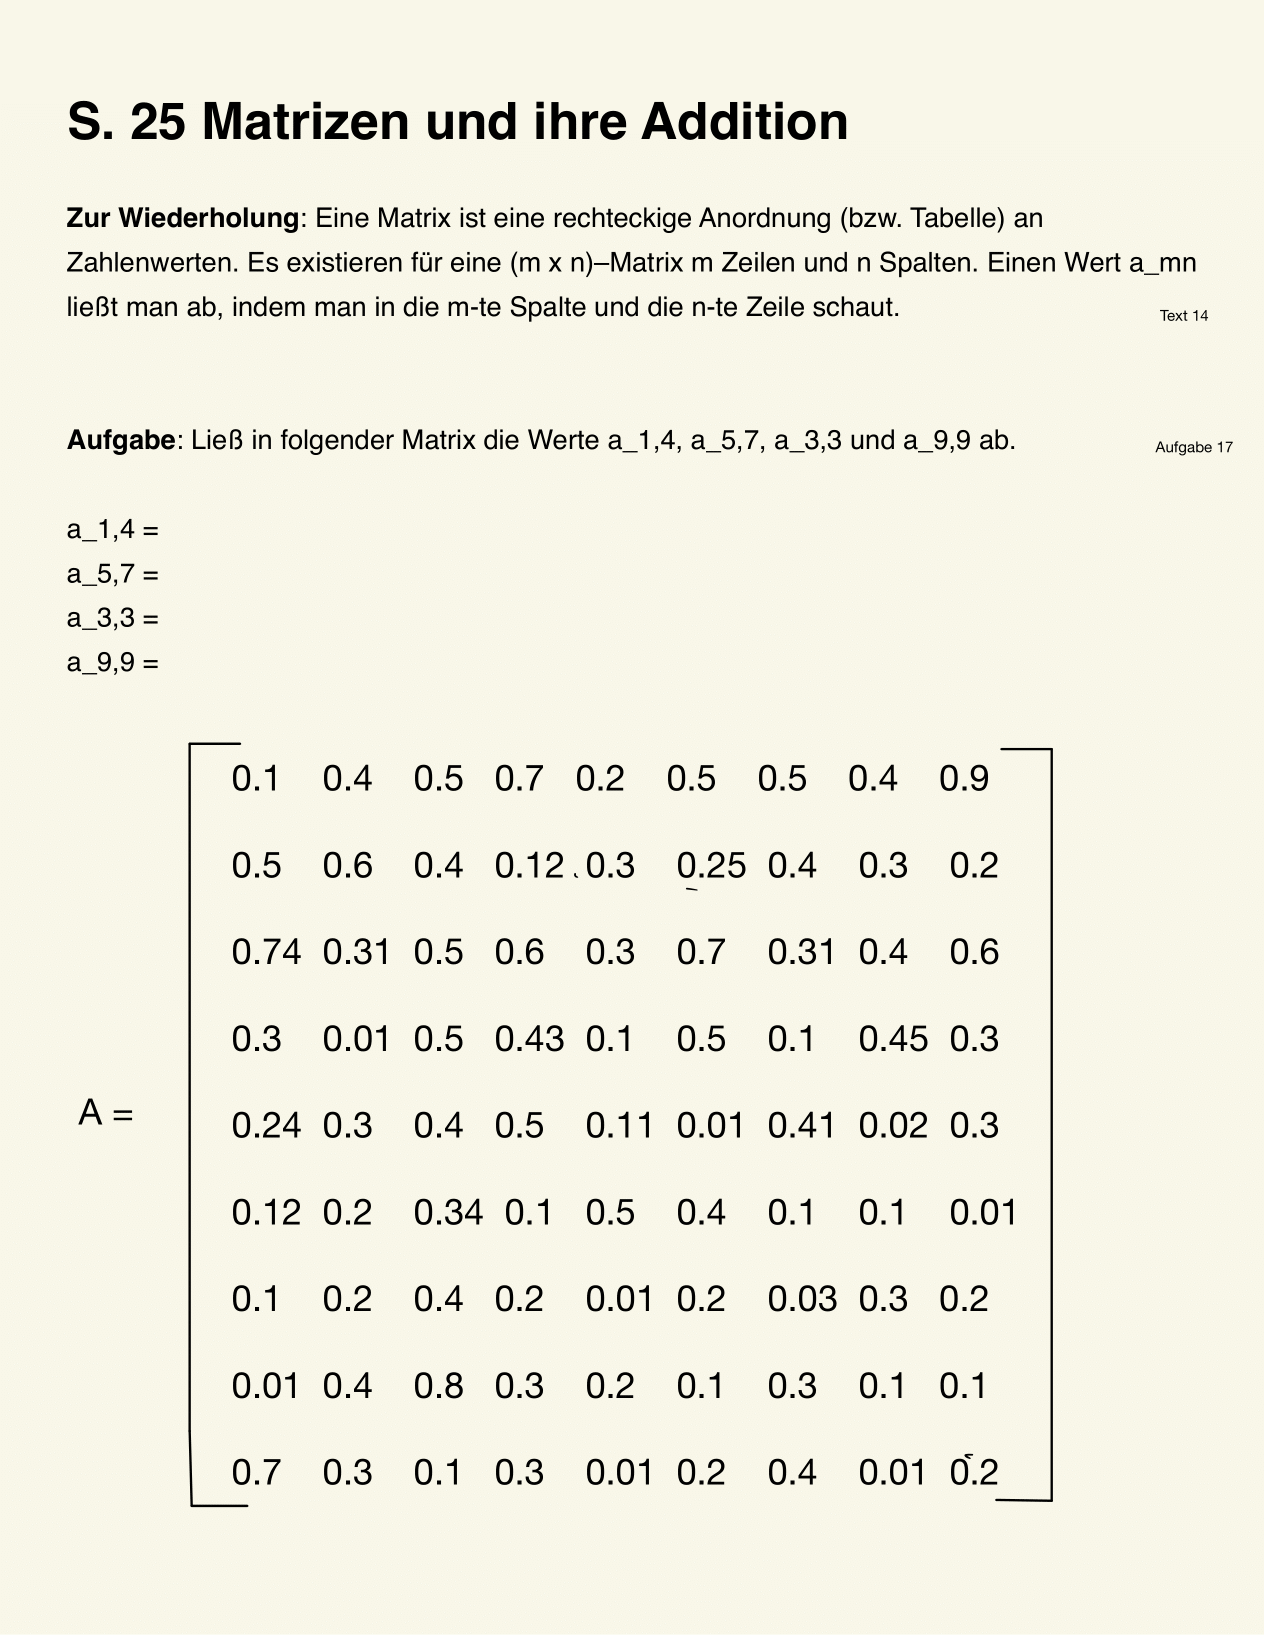 S. 25 Matrizen und ihre Addition
Zur Wiederholung: Eine Matrix ist eine rechteckige Anordnung (bzw. Tabelle) an
Zahlenwerten. Es existieren für eine (m x n)–Matrix m Zeilen und n Spalten. Einen Wert a_mn
ließt man ab, indem man in die m-te Spalte und die n-te Zeile schaut.
Text 14
Aufgabe: Ließ in folgender Matrix die Werte a_1,4, a_5,7, a_3,3 und a_9,9 ab.
Aufgabe 17
a_1,4 =
a_5,7 =
a_3,3 =
a_9,9 =
0.1 0.4 0.5 0.7 0.2 0.5 0.5 0.4 0.9
0.5 0.6 0.4 0.12 0.3 0.25 0.4 0.3 0.2
0.74 0.31 0.5 0.6 0.3 0.7 0.31 0.4 0.6
0.3 0.01 0.5 0.43 0.1 0.5 0.1 0.45 0.3
A =
0.24 0.3 0.4 0.5 0.11 0.01 0.41 0.02 0.3
0.12 0.2 0.34 0.1 0.5 0.4 0.1 0.1 0.01
0.1 0.2 0.4 0.2 0.01 0.2 0.03 0.3 0.2
0.01 0.4 0.8 0.3 0.2 0.1 0.3 0.1 0.1
0.7 0.3 0.1 0.3 0.01 0.2 0.4 0.01 0.2